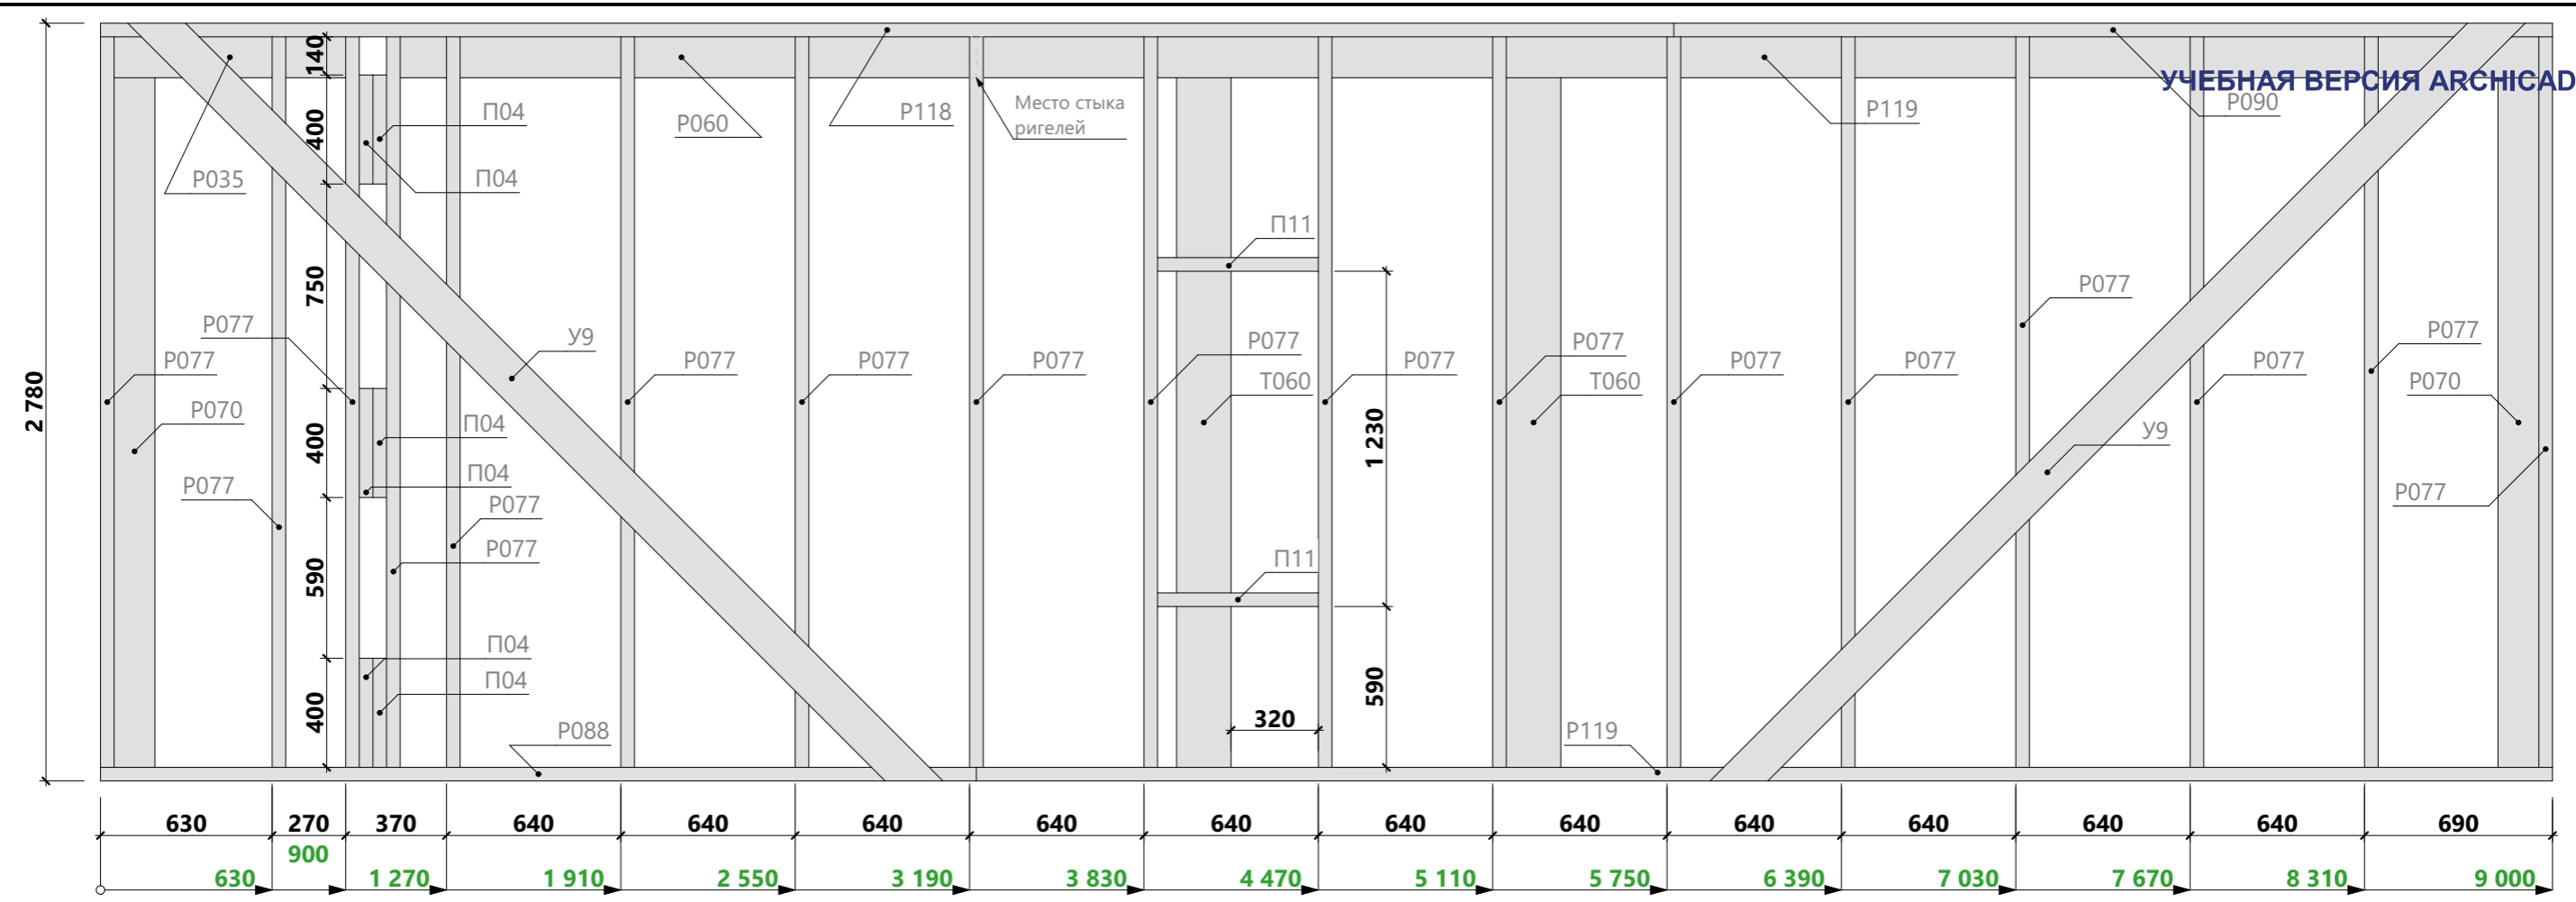 140
400
750
400
590
400
2 780
УЧЕБНАЯ ВЕРСИЯ ARCHICAD
П04
П04
Р035
Р060
Р118
Место стыка
ригелей
Р119
Р090
П11
Р077
Р077
Р070
Р077
У9
Р077
Р077
Р077
Р077
Т060
Р077
Р077
Т060
Р077
Р077
Р077
Р077
Р077
Р070
У9
Р077
1 230
П04
П04
Р077
Р077
П11
П04
П04
590
320
Р088
Р119
630
270
370
640
640
640
640
640
640
640
640
640
640
640
690
630
900
1 270
1 910
2 550
3 190
3 830
4 470
5 110
5 750
6 390
7 030
7 670
8 310
9 000